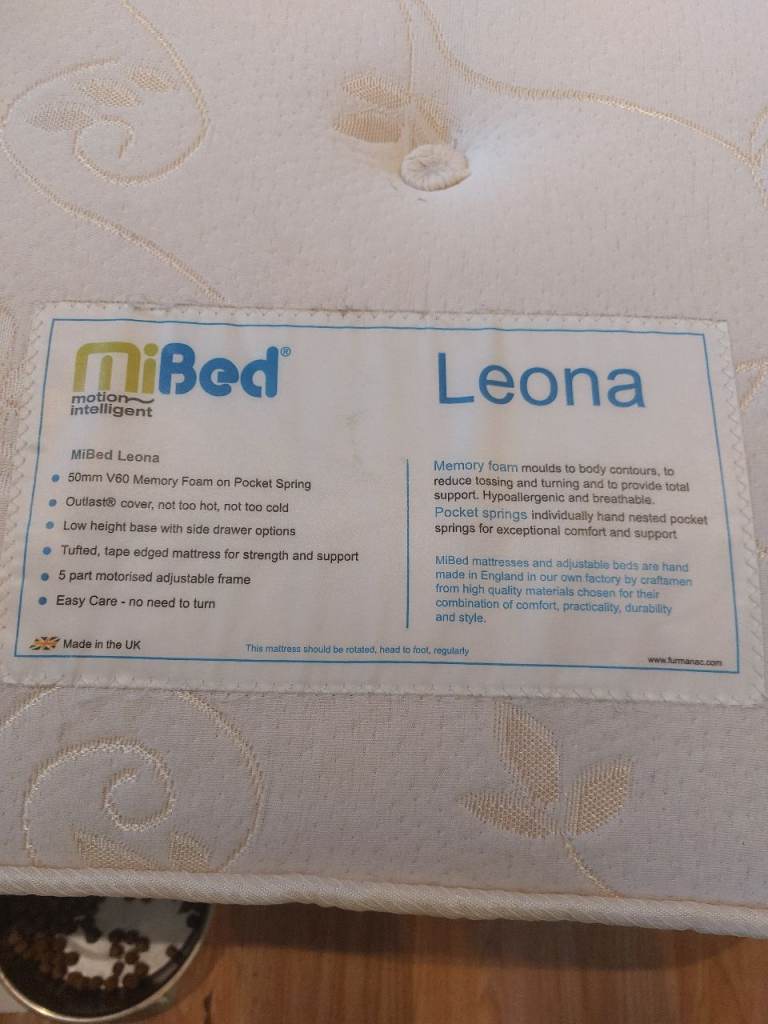 MiBed®
motion
intelligent
Leona
MiBed Leona
• 50mm V60 Memory Foam on Pocket Spring
• Outlast® cover, not too hot, not too cold
• Low height base with side drawer options
• Tufted, tape edged mattress for strength and support
• 5 part motorised adjustable frame
• Easy Care - no need to turn
Memory foam moulds to body contours, to
reduce tossing and turning and to provide total
support. Hypoallergenic and breathable.
Pocket springs individually hand nested pocket
springs for exceptional comfort and support
MiBed mattresses and adjustable beds are hand
made in England in our own factory by craftsmen
from high quality materials chosen for their
combination of comfort, practicality, durability
and style.
Made in the UK
This mattress should be rotated, head to foot, regularly
www.furmanac.com